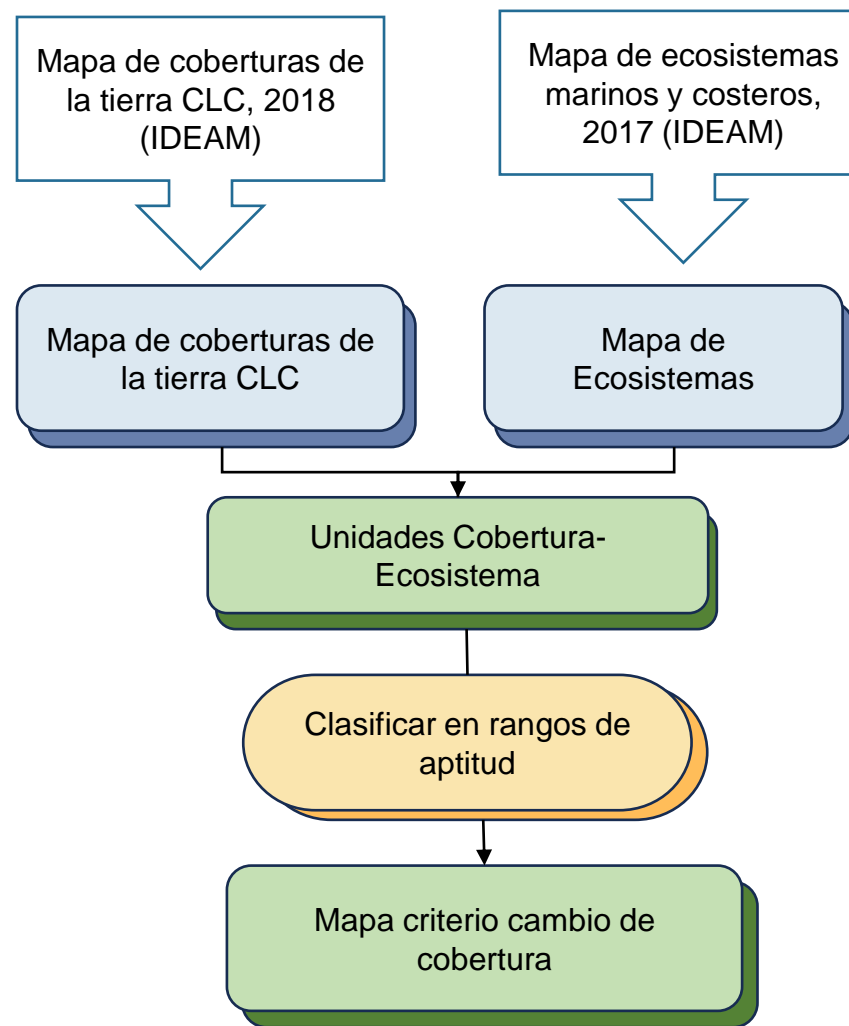 Mapa de coberturas de
la tierra CLC, 2018
(IDEAM)
Mapa de ecosistemas
marinos y costeros,
2017 (IDEAM)
Mapa de coberturas de
la tierra CLC
Mapa de
Ecosistemas
Unidades Cobertura-
Ecosistema
Clasificar en rangos de
aptitud
Mapa criterio cambio de
cobertura